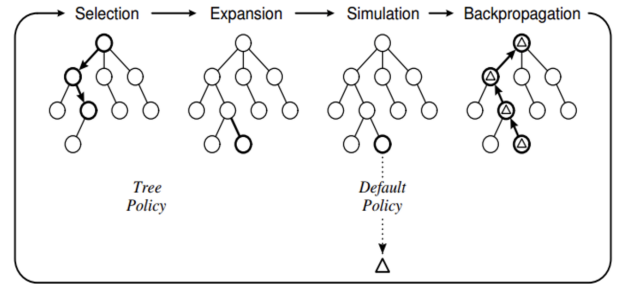 Selection
Expansion
Simulation
Backpropagation
Tree
Policy
Default
Policy